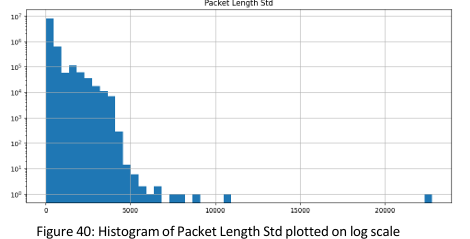 Packet Length Std
10⁷
10⁶
10⁵
10⁴
10³
10²
10¹
10⁰
0 5000 10000 15000 20000
Figure 40: Histogram of Packet Length Std plotted on log scale